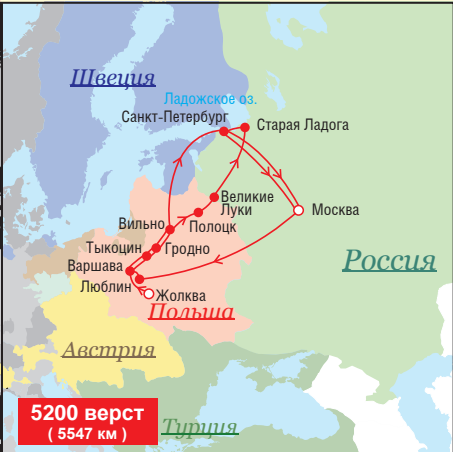 Швеция
Ладожское оз.
Санкт-Петербург
Старая Ладога
Великие
Луки
Москва
Вильно
Полоцк
Тыкоцин
Гродно
Варшава
Россия
Люблин
Жолква
Польша
Австрия
5200 верст
( 5547 км )
Турция